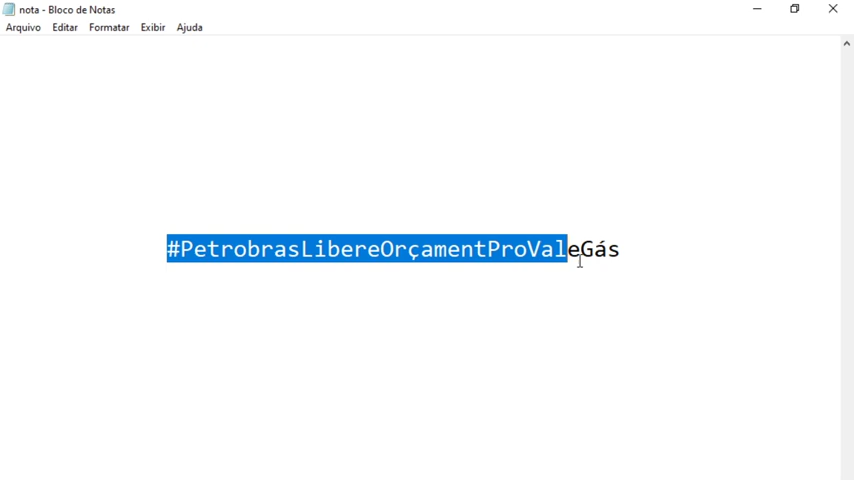 nota - Bloco de Notas
Arquivo Editar Formatar Exibir Ajuda
#PetrobrasLibereOrçamentProValeGás